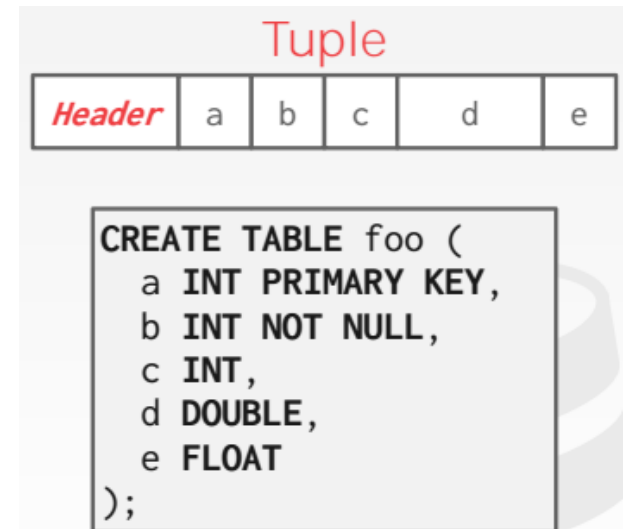 Tuple
Header a b c d e
CREATE TABLE foo (
a INT PRIMARY KEY,
b INT NOT NULL,
c INT,
d DOUBLE,
e FLOAT
);